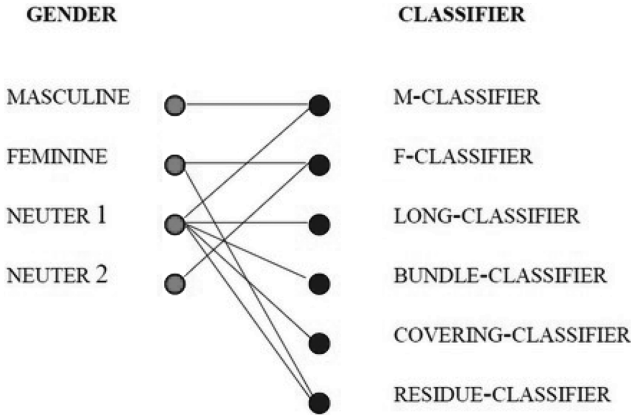 GENDER CLASSIFIER
MASCULINE M-CLASSIFIER
FEMININE F-CLASSIFIER
NEUTER 1 LONG-CLASSIFIER
NEUTER 2 BUNDLE-CLASSIFIER
COVERING-CLASSIFIER
RESIDUE-CLASSIFIER